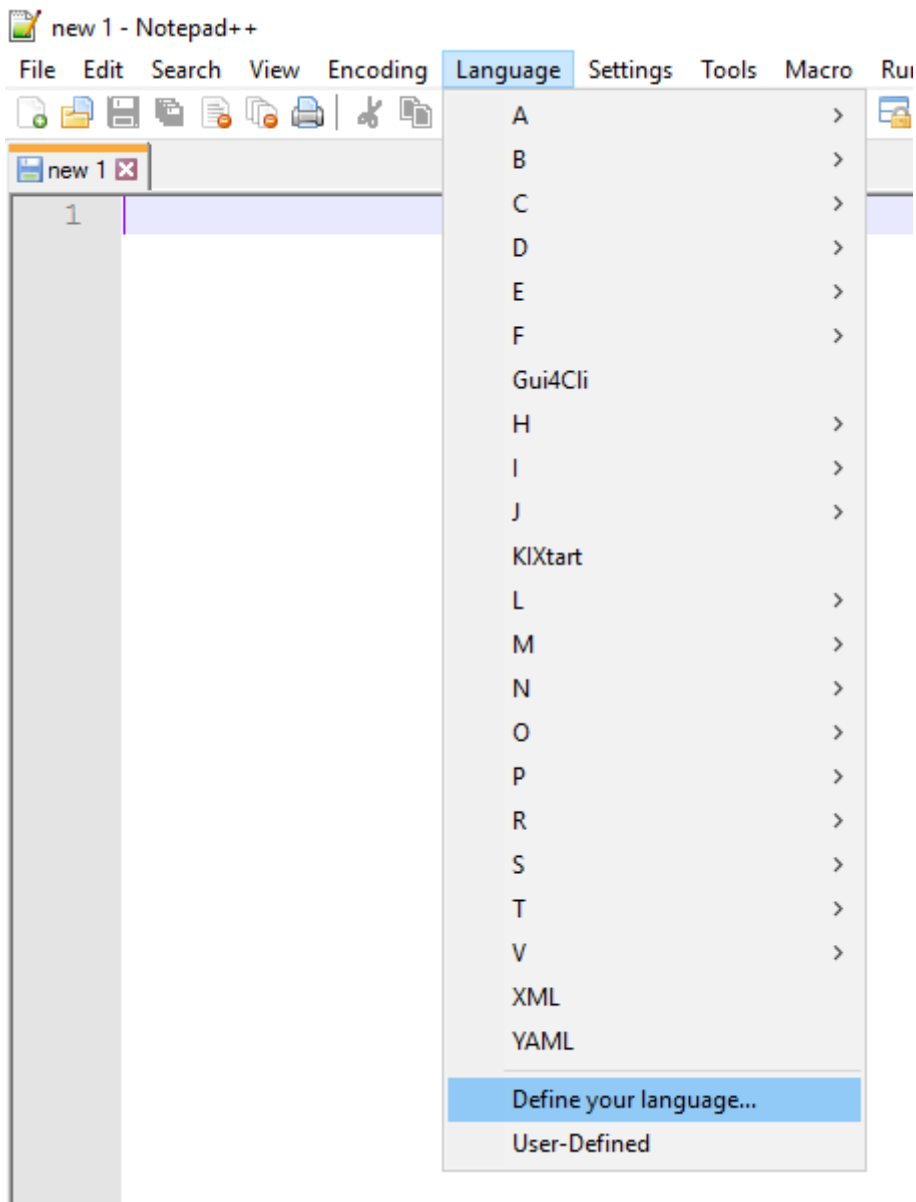 new 1 - Notepad++
File Edit Search View Encoding Language Settings Tools Macro Run
new 1
1
A
B
C
D
E
F
Gui4Cli
H
I
J
KIXtart
L
M
N
O
P
R
S
T
V
XML
YAML
Define your language...
User-Defined